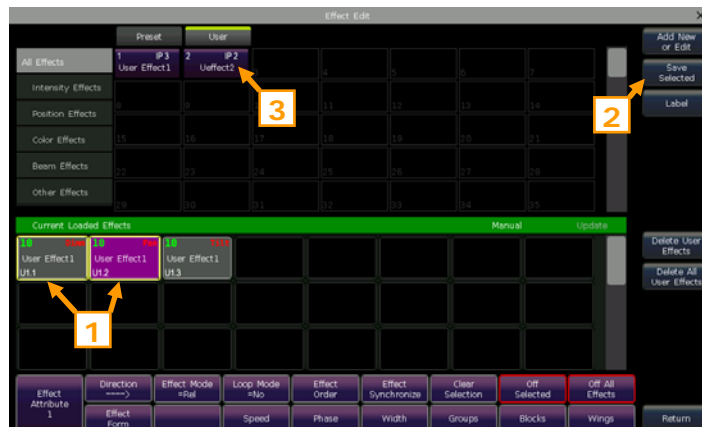 Effect Edit
X
Preset
User
Add New
or Edit
All Effects
1 IP 3
User Effect1
2 IP 2
Ueffect2
3
4
5
6
7
Save
Selected
Intensity Effects
Label
Position Effects
8
9
3
11
12
13
14
2
Color Effects
15
16
17
18
19
20
21
Beam Effects
22
23
24
25
26
27
28
Other Effects
29
30
31
32
33
34
35
Current Loaded Effects
Manual
Update
10
User Effect1
U1.1
10
User Effect1
U1.2
10
User Effect1
U1.3
Delete User
Effects
Delete All
User Effects
1
Effect
Attribute
1
Direction
---->
Effect Mode
=Rel
Loop Mode
=No
Effect
Order
Effect
Synchronize
Clear
Selection
Off
Selected
Off All
Effects
Effect
Form
Speed
Phase
Width
Groups
Blocks
Wings
Return